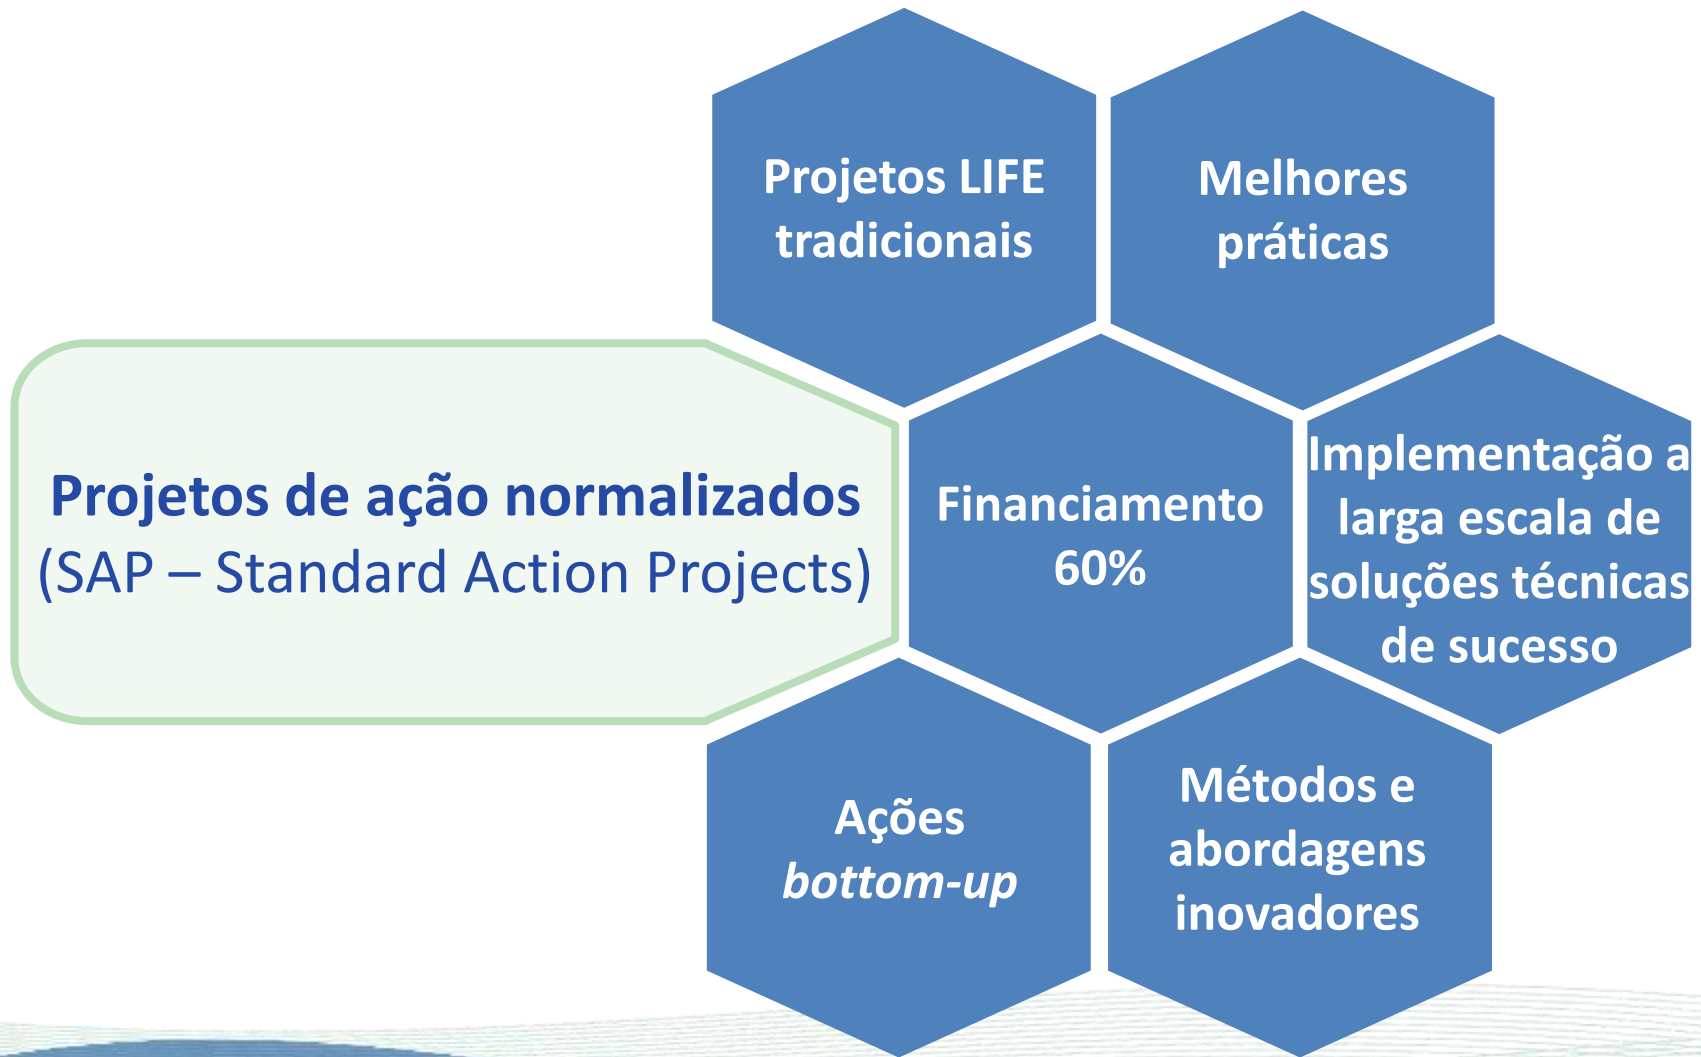 Projetos LIFE
tradicionais
Melhores
práticas
Projetos de ação normalizados
(SAP – Standard Action Projects)
Financiamento
60%
Implementação a
larga escala de
soluções técnicas
de sucesso
Ações
bottom-up
Métodos e
abordagens
inovadores